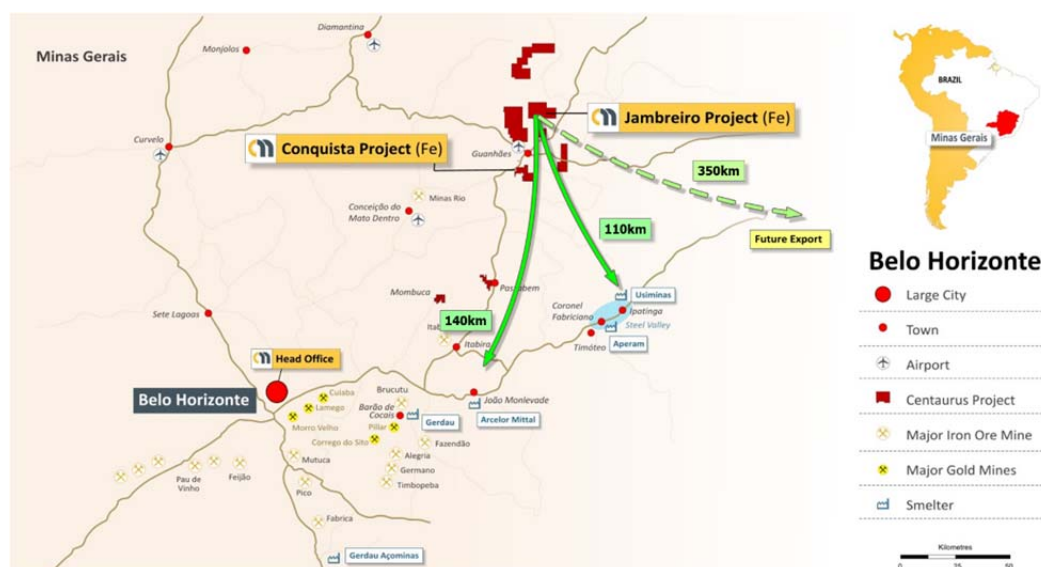 Minas Gerais
Diamantina
Monjolos
Jambreiro Project (Fe)
Curvelo
Conquista Project (Fe)
Guanhães
350km
Minas Rio
Conceição do
Mato Dentro
110km
Future Export
Mombuca
Usiminas
Coronel
Fabriciano
Ipatinga
Steel Valley
Sete Lagoas
140km
Itabira
Timóteo
Aperam
Head Office
Belo Horizonte
Cuiaba
Lamego
Morro Velho
Brucutu
João Monlevade
Arcelor Mittal
Barão de
Cocais
Gerdau
Pillar
Corrego do Sito
Fazendão
Mutuca
Alegria
Germano
Timbopeba
Pau de
Vinho
Feijão
Pico
Fabrica
Gerdau Açominas
BRAZIL
Minas Gerais
Belo Horizonte
Large City
Town
Airport
Centaurus Project
Major Iron Ore Mine
Major Gold Mines
Smelter
Kilometres
0 25 50